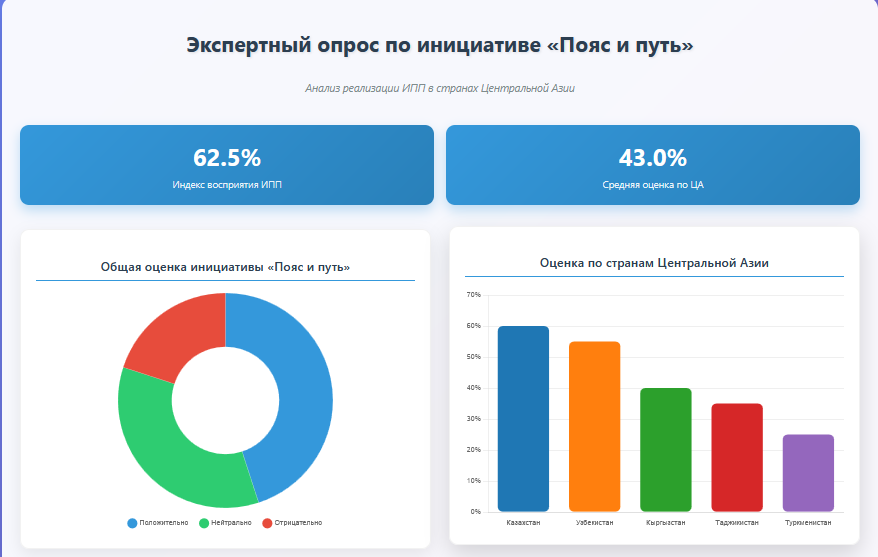 Экспертный опрос по инициативе «Пояс и путь»
Анализ реализации ИПП в странах Центральной Азии
62.5%
Индекс восприятия ИПП
43.0%
Средняя оценка по ЦА
Общая оценка инициативы «Пояс и путь»
Положительно Нейтрально Отрицательно
Оценка по странам Центральной Азии
70%
60%
50%
40%
30%
20%
10%
0%
Казахстан Узбекистан Кыргызстан Таджикистан Туркменистан